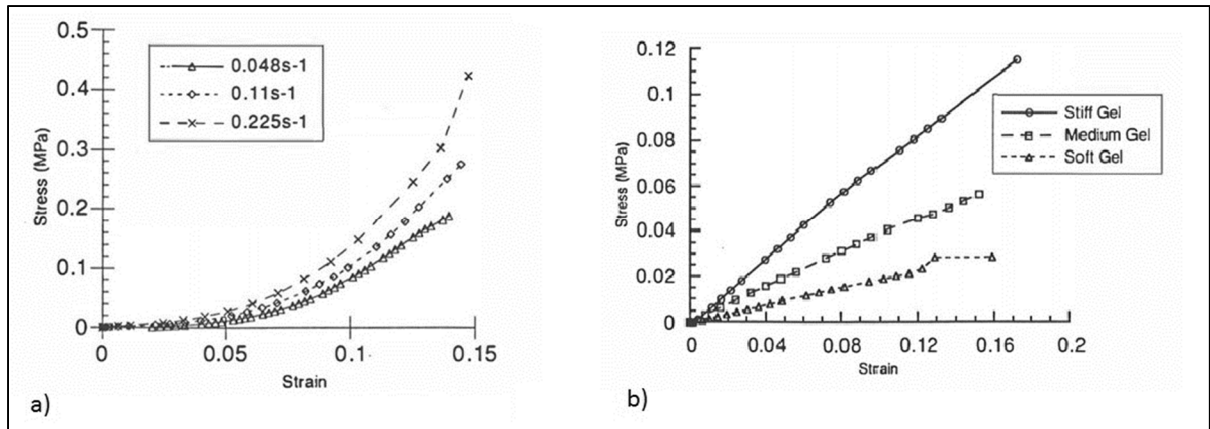 0.5
0.4
0.3
0.2
0.1
0
Stress (MPa)
0.048s-1
0.11s-1
0.225s-1
0
0.05
0.1
0.15
Strain
a)
0.12
0.1
0.08
0.06
0.04
0.02
0
Stress (MPa)
Stiff Gel
Medium Gel
Soft Gel
0
0.04
0.08
0.12
0.16
0.2
Strain
b)